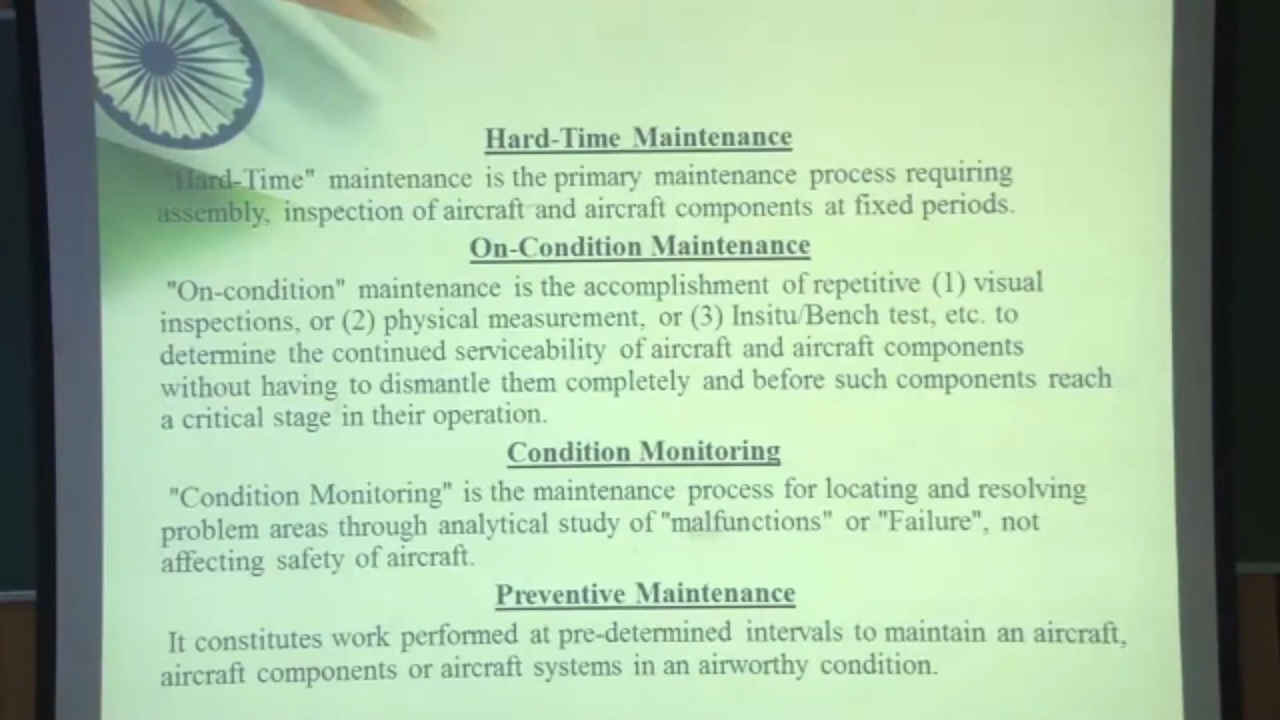 Hard-Time Maintenance
"Hard-Time" maintenance is the primary maintenance process requiring
assembly, inspection of aircraft and aircraft components at fixed periods.
On-Condition Maintenance
"On-condition" maintenance is the accomplishment of repetitive (1) visual
inspections, or (2) physical measurement, or (3) Insitu/Bench test, etc. to
determine the continued serviceability of aircraft and aircraft components
without having to dismantle them completely and before such components reach
a critical stage in their operation.
Condition Monitoring
"Condition Monitoring" is the maintenance process for locating and resolving
problem areas through analytical study of "malfunctions" or "Failure", not
affecting safety of aircraft.
Preventive Maintenance
It constitutes work performed at pre-determined intervals to maintain an aircraft,
aircraft components or aircraft systems in an airworthy condition.